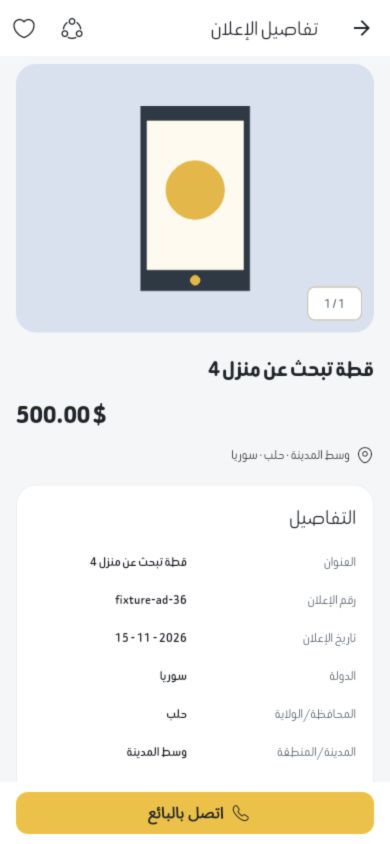 تفاصيل الإعلان
1/1
قطة تبحث عن منزل 4
500.00$
وسط المدينة · حلب · سوريا
التفاصيل
العنوان قطة تبحث عن منزل 4
رقم الإعلان fixture-ad-36
تاريخ الإعلان 15-11-2026
الدولة سوريا
المحافظة/الولاية حلب
المدينة/المنطقة وسط المدينة
اتصل بالبائع